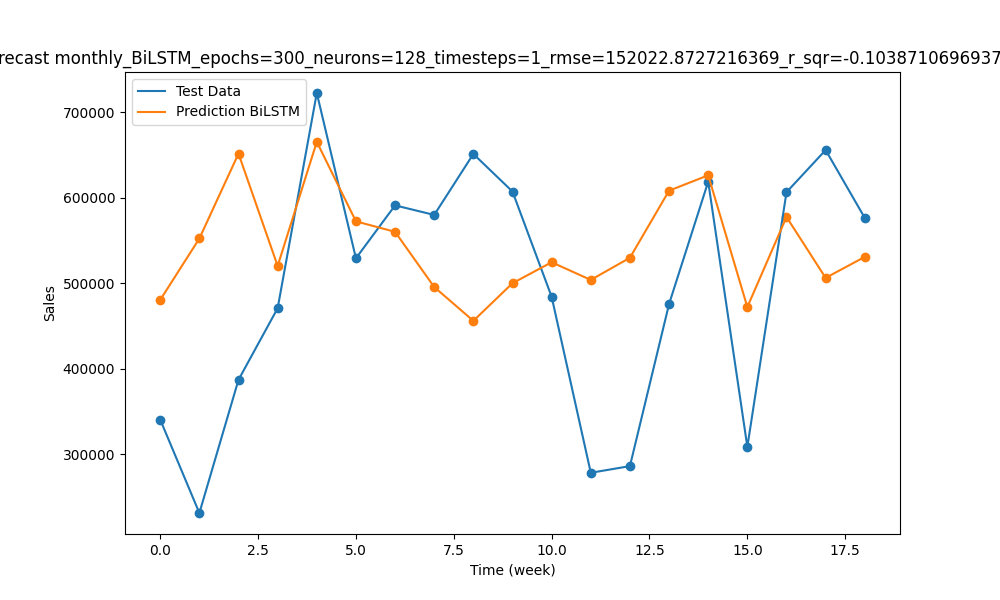 recast monthly_BiLSTM_epochs=300_neurons=128_timesteps=1_rmse=152022.8727216369_r_sqr=-0.1038710696937
Test Data
Prediction BiLSTM
700000
600000
500000
400000
300000
Sales
0.0 2.5 5.0 7.5 10.0 12.5 15.0 17.5
Time (week)